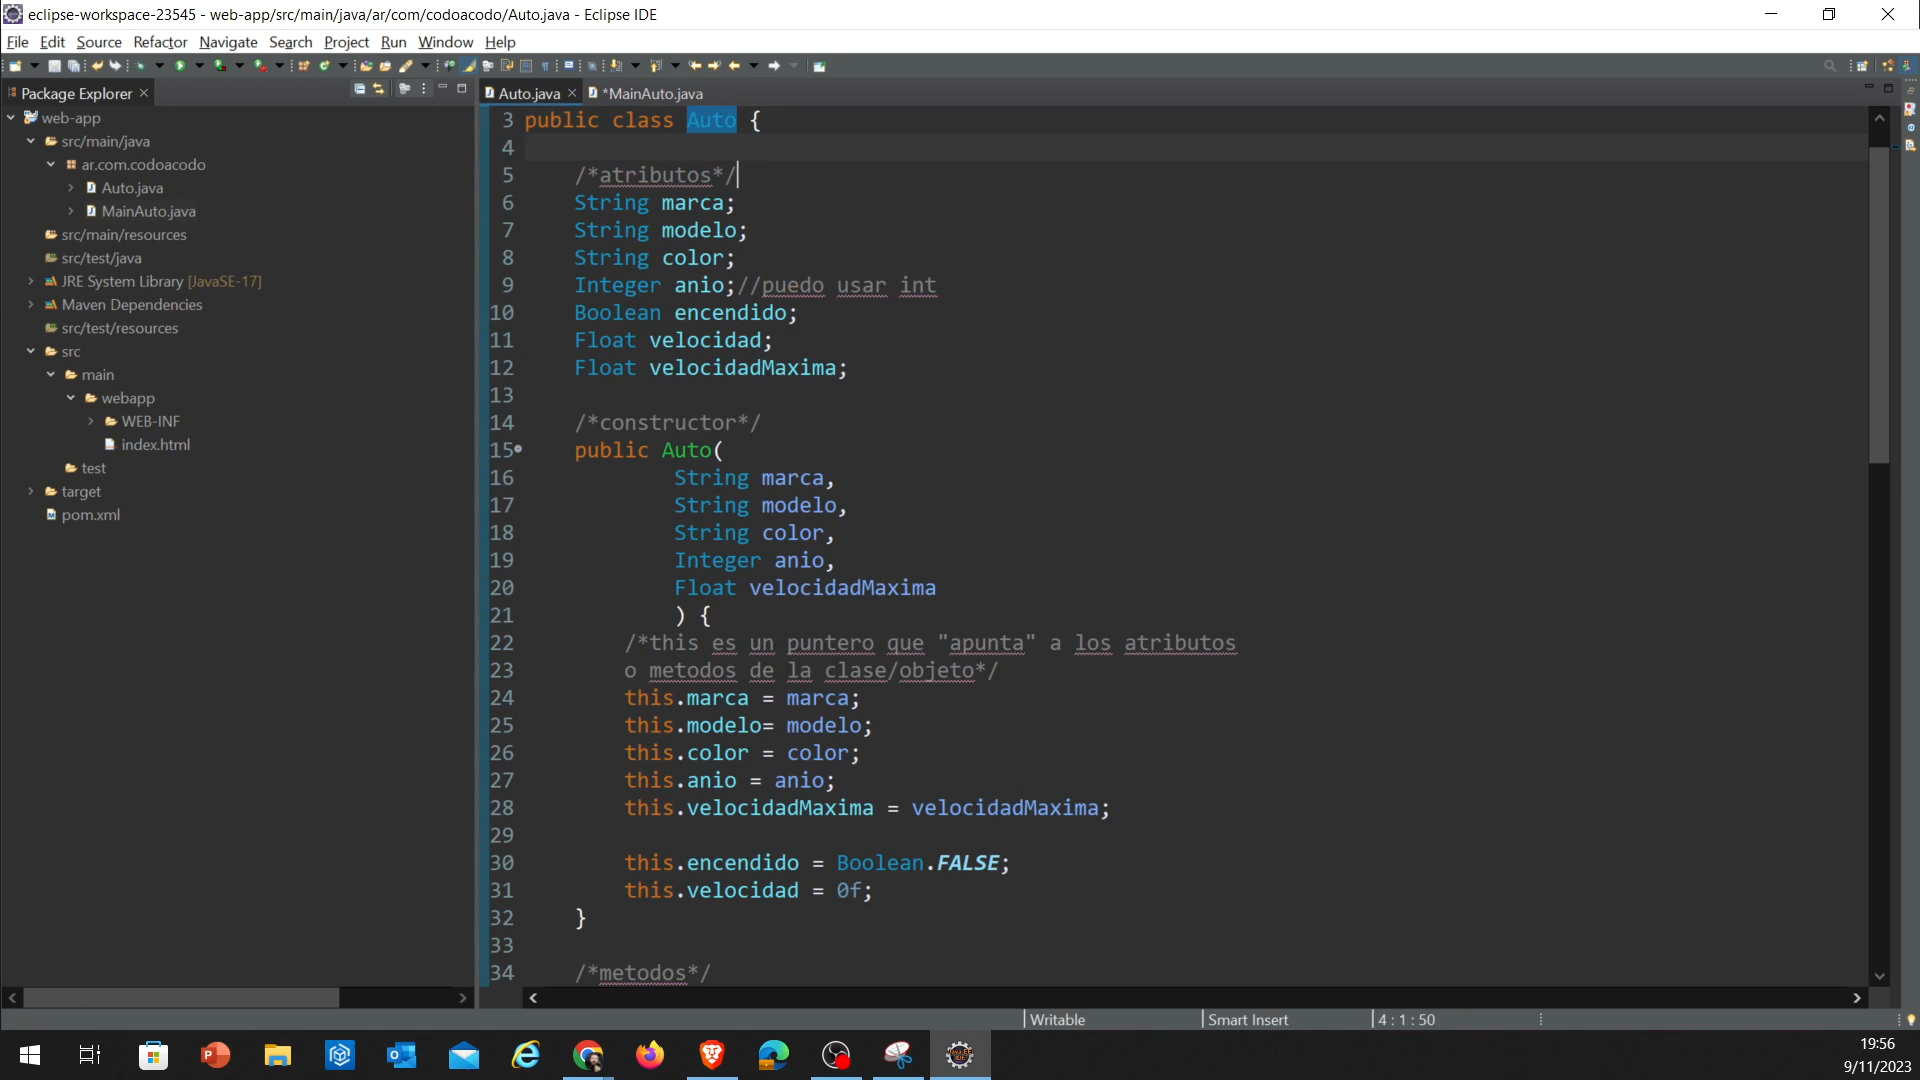 eclipse-workspace-23545 - web-app/src/main/java/ar/com/codoacodo/Auto.java - Eclipse IDE
File Edit Source Refactor Navigate Search Project Run Window Help
Package Explorer
web-app
src/main/java
ar.com.codoacodo
Auto.java
MainAuto.java
src/main/resources
src/test/java
JRE System Library [JavaSE-17]
Maven Dependencies
src/test/resources
src
main
webapp
WEB-INF
index.html
test
target
pom.xml
Auto.java *MainAuto.java
3 public class Auto {
4
5 /*atributos*/
6 String marca;
7 String modelo;
8 String color;
9 Integer anio;//puedo usar int
10 Boolean encendido;
11 Float velocidad;
12 Float velocidadMaxima;
13
14 /*constructor*/
15 public Auto(
16 String marca,
17 String modelo,
18 String color,
19 Integer anio,
20 Float velocidadMaxima
21 ) {
22 /*this es un puntero que "apunta" a los atributos
23 o metodos de la clase/objeto*/
24 this.marca = marca;
25 this.modelo= modelo;
26 this.color = color;
27 this.anio = anio;
28 this.velocidadMaxima = velocidadMaxima;
29
30 this.encendido = Boolean.FALSE;
31 this.velocidad = 0f;
32 }
33
34 /*metodos*/
Writable Smart Insert 4 : 1 : 50
19:56
9/11/2023